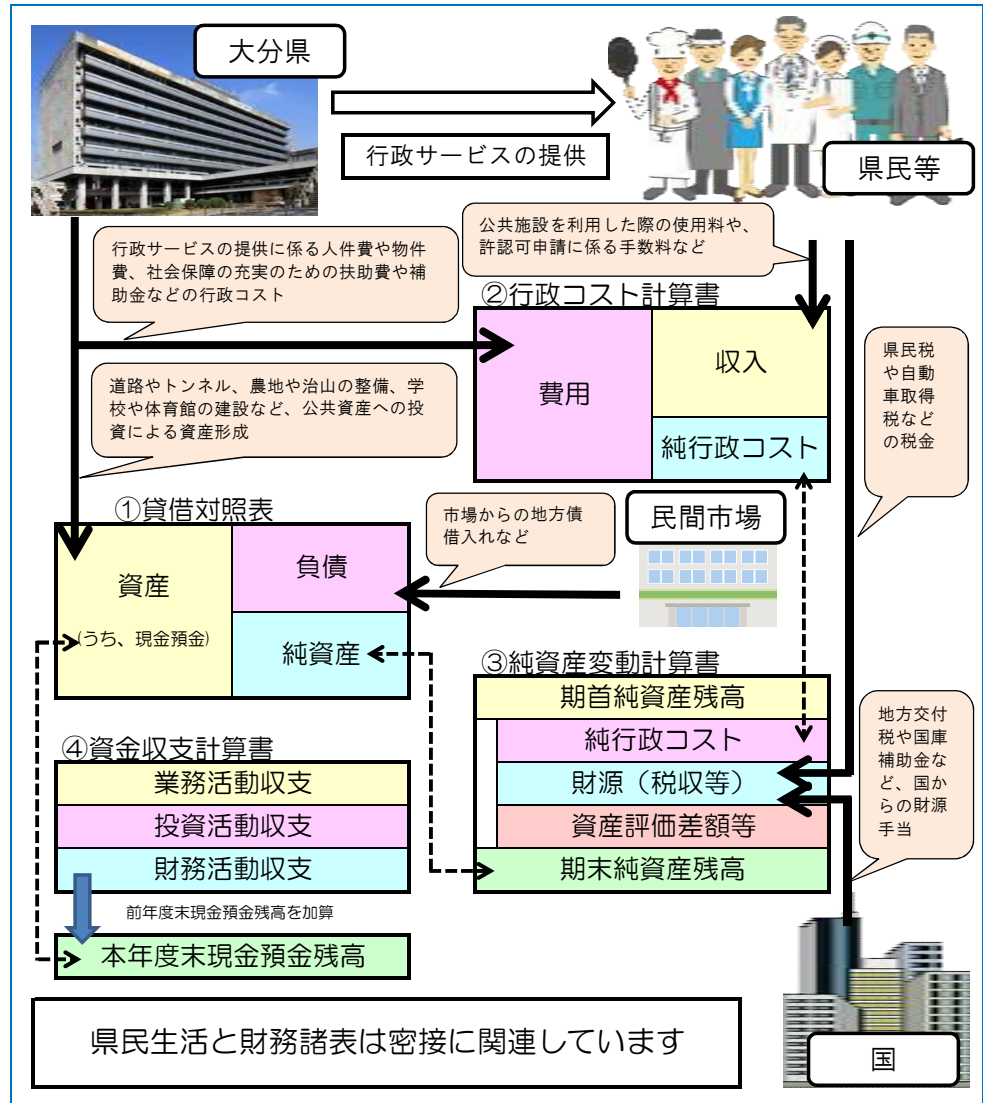 大分県
行政サービスの提供
県民等
行政サービスの提供に係る人件費や物件
費、社会保障の充実のための扶助費や補
助金などの行政コスト
公共施設を利用した際の使用料や、
許認可申請に係る手数料など
②行政コスト計算書
費用
収入
純行政コスト
県民税
や自動
車取得
税など
の税金
道路やトンネル、農地や治山の整備、学
校や体育館の建設など、公共資産への投
資による資産形成
①貸借対照表
資産
(うち、現金預金)
負債
純資産
市場からの地方債
借入れなど
民間市場
③純資産変動計算書
期首純資産残高
純行政コスト
財源（税収等）
資産評価差額等
期末純資産残高
地方交付
税や国庫
補助金な
ど、国か
らの財源
手当
④資金収支計算書
業務活動収支
投資活動収支
財務活動収支
前年度末現金預金残高を加算
本年度末現金預金残高
県民生活と財務諸表は密接に関連しています
国